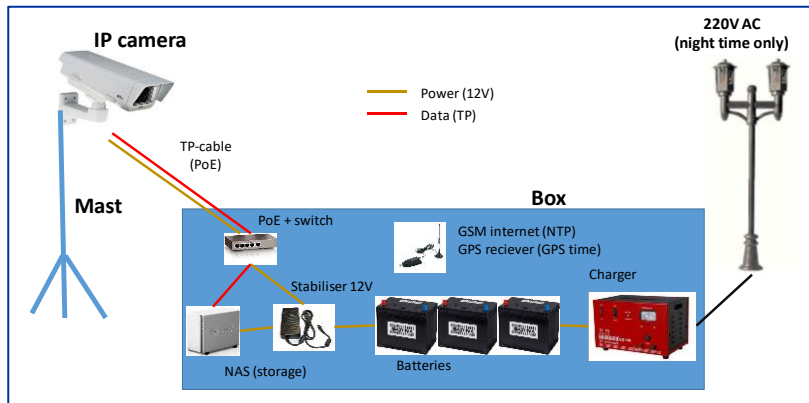 IP camera
220V AC
(night time only)
Power (12V)
Data (TP)
TP-cable
(PoE)
Mast
Box
PoE + switch
GSM internet (NTP)
GPS reciever (GPS time)
Charger
Stabiliser 12V
NAS (storage)
Batteries